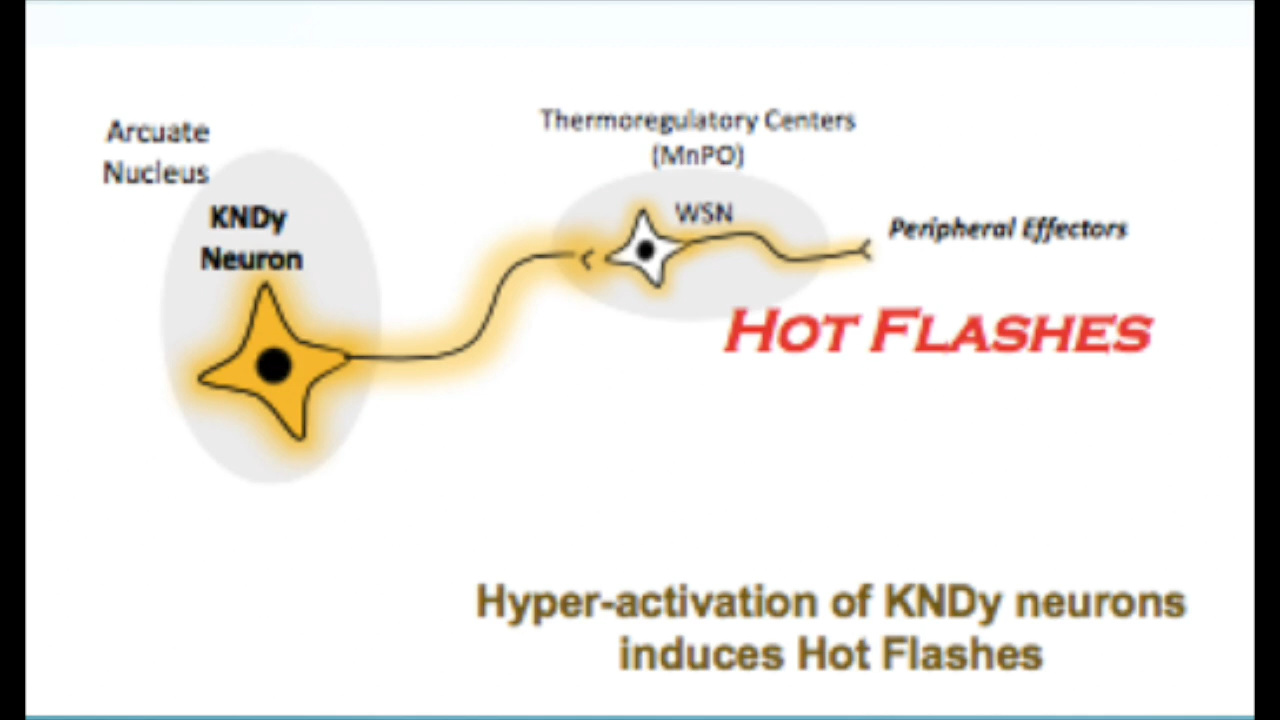 Arcuate
Nucleus
KNDy
Neuron
Thermoregulatory Centers
(MnPO)
WSN
Peripheral Effectors
HOT FLASHES
Hyper-activation of KNDy neurons
induces Hot Flashes